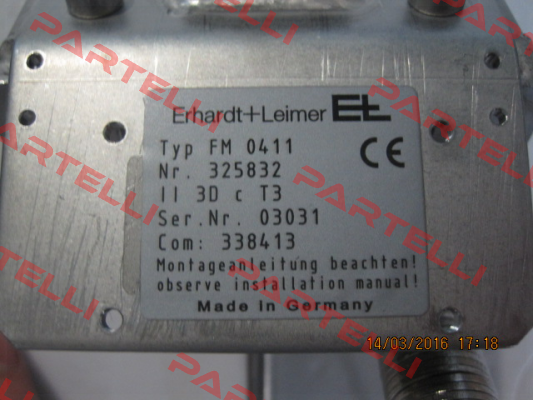 PARTELLI
PARTELLI
Erhardt+Leimer E+L
Typ FM 0411
CE
Nr. 325832
II 3D c T3
Ser.Nr. 03031
Com: 338413
Montageanleitung beachten!
observe installation manual!
Made in Germany
14/03/2016 17:18
PARTELLI
PARTELLI
PARTELLI